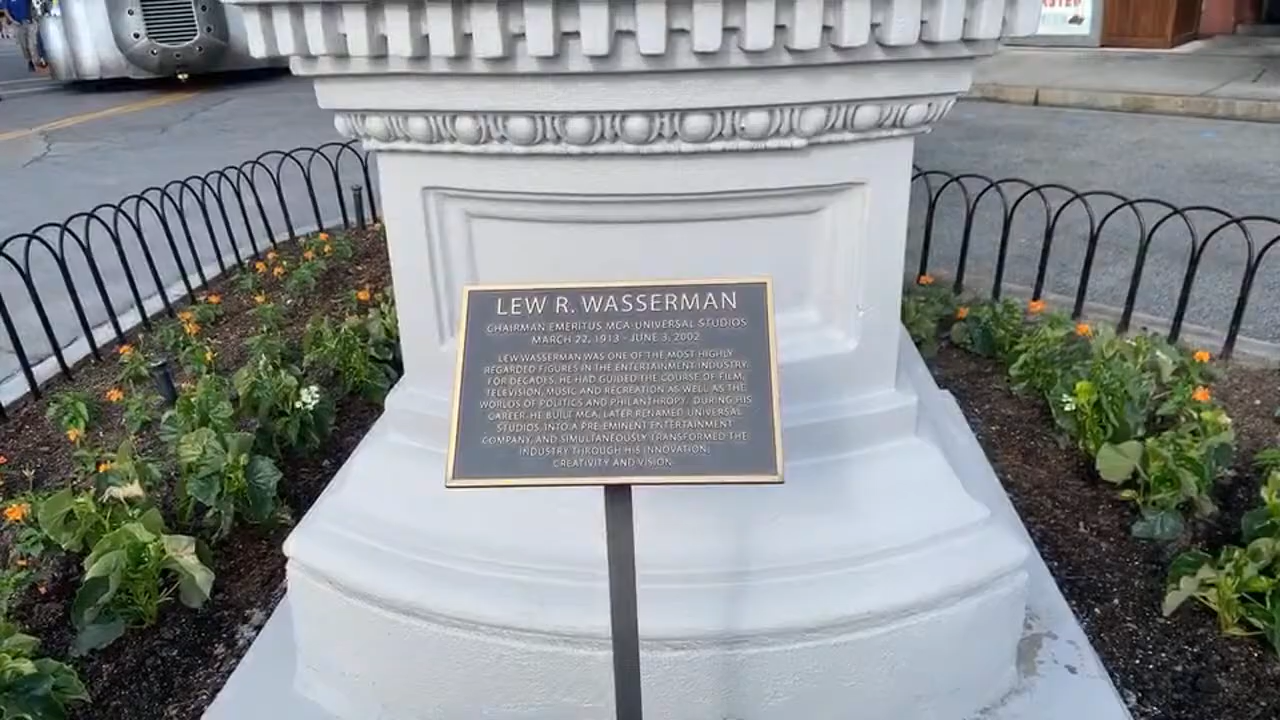 LEW R. WASSERMAN
CHAIRMAN EMERITUS MCA-UNIVERSAL STUDIOS
MARCH 22, 1913 - JUNE 3, 2002
LEW WASSERMAN WAS ONE OF THE MOST HIGHLY
REGARDED FIGURES IN THE ENTERTAINMENT INDUSTRY.
FOR DECADES, HE HAD GUIDED THE COURSE OF FILM,
TELEVISION, MUSIC AND RECREATION AS WELL AS THE
WORLDS OF POLITICS AND PHILANTHROPY. DURING HIS
CAREER HE BUILT MCA, LATER RENAMED UNIVERSAL
STUDIOS, INTO A PRE-EMINENT ENTERTAINMENT
COMPANY AND SIMULTANEOUSLY TRANSFORMED THE
INDUSTRY THROUGH HIS INNOVATION,
CREATIVITY AND VISION.